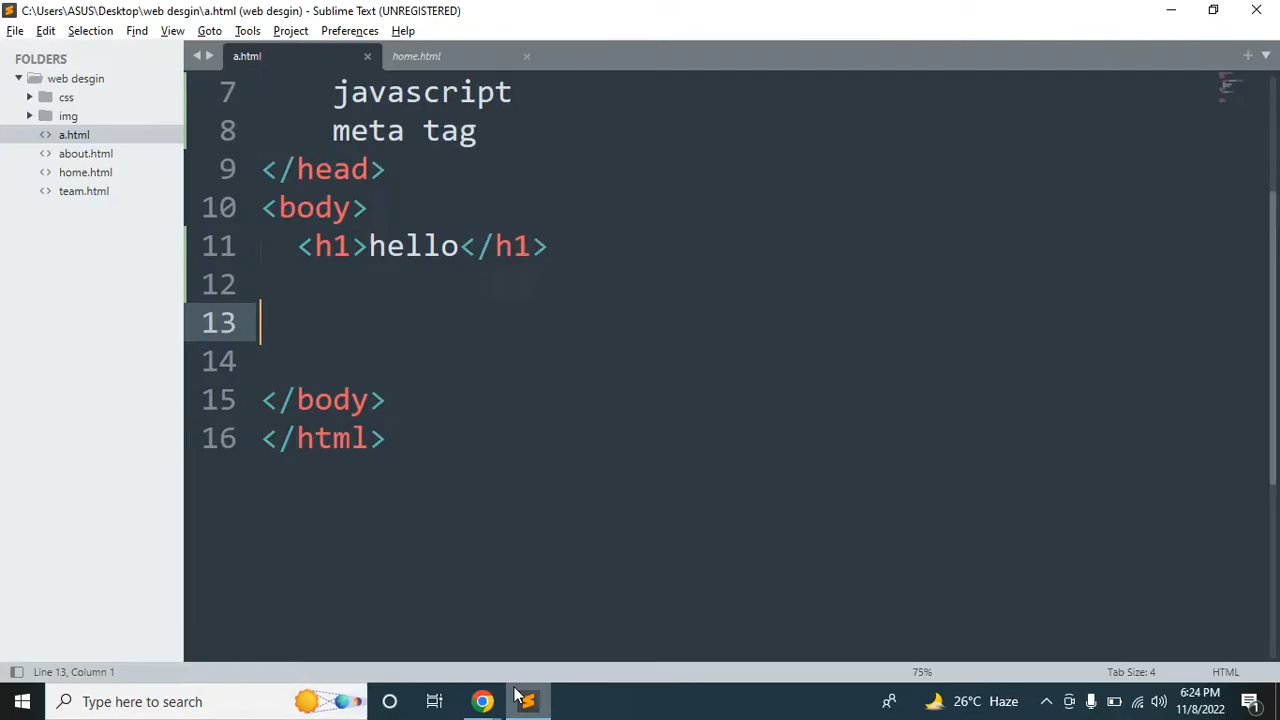 C:\Users\ASUS\Desktop\web desgin\a.html (web desgin) - Sublime Text (UNREGISTERED)
File Edit Selection Find View Goto Tools Project Preferences Help
FOLDERS
web desgin
css
img
a.html
about.html
home.html
team.html
a.html home.html
7 javascript
8 meta tag
9 </head>
10 <body>
11 <h1>hello</h1>
12
13
14
15 </body>
16 </html>
Line 13, Column 1 75% Tab Size: 4 HTML
Type here to search 26°C Haze 6:24 PM
11/8/2022 1